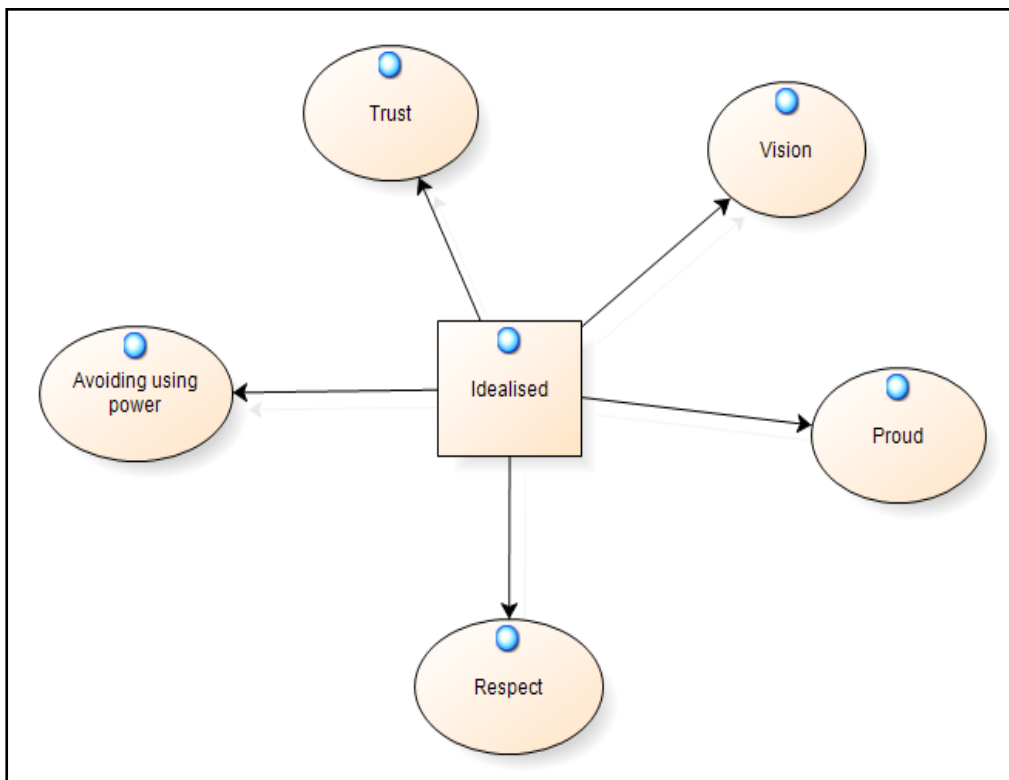 Trust
Vision
Avoiding using
power
Idealised
Proud
Respect